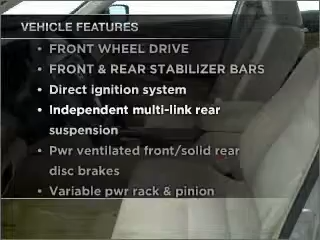 VEHICLE FEATURES
• FRONT WHEEL DRIVE
• FRONT & REAR STABILIZER BARS
• Direct ignition system
• Independent multi-link rear
suspension
• Pwr ventilated front/solid rear
disc brakes
• Variable pwr rack & pinion